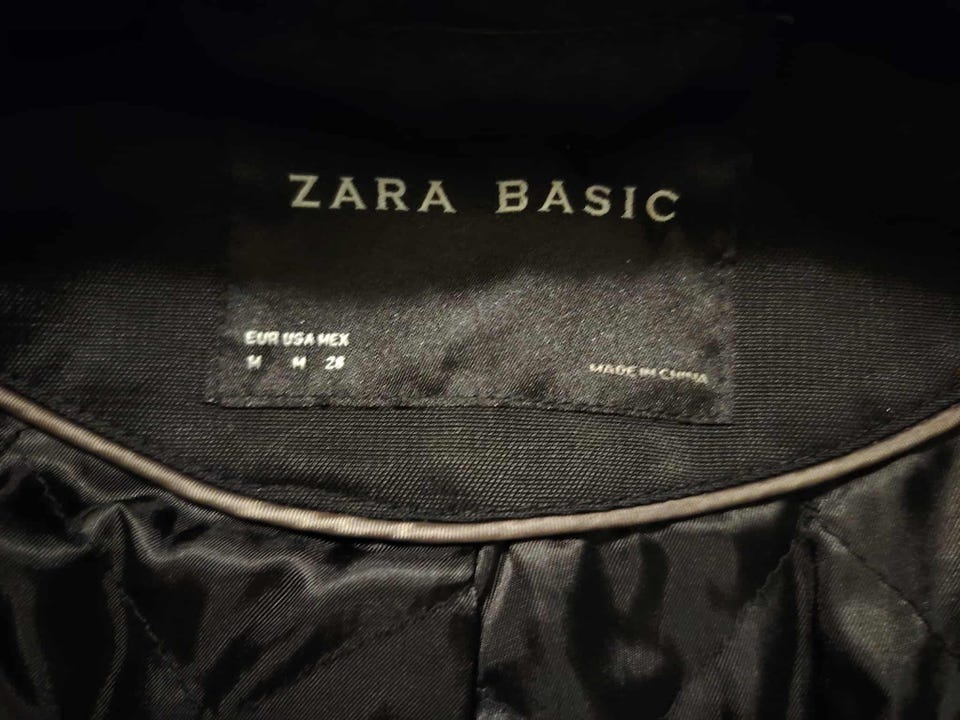 ZARA BASIC
EUR USA MEX
M M 28
MADE IN CHINA